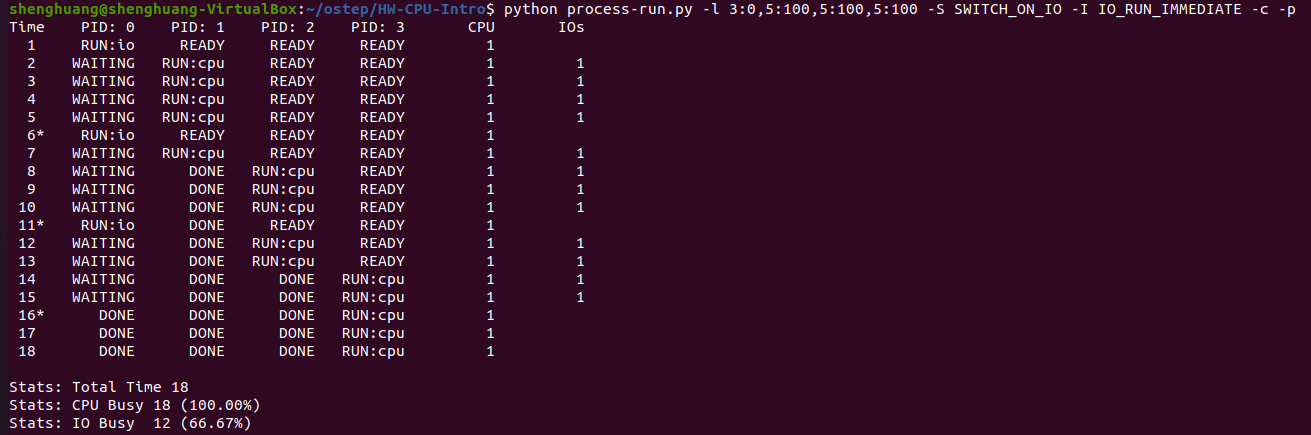 shenghuang@shenghuang-VirtualBox:~/ostep/HW-CPU-Intro$ python process-run.py -l 3:0,5:100,5:100,5:100 -S SWITCH_ON_IO -I IO_RUN_IMMEDIATE -c -p
Time PID: 0 PID: 1 PID: 2 PID: 3 CPU IOs
1 RUN:io READY READY READY 1
2 WAITING RUN:cpu READY READY 1 1
3 WAITING RUN:cpu READY READY 1 1
4 WAITING RUN:cpu READY READY 1 1
5 WAITING RUN:cpu READY READY 1 1
6* RUN:io READY READY READY 1
7 WAITING RUN:cpu READY READY 1 1
8 WAITING DONE RUN:cpu READY 1 1
9 WAITING DONE RUN:cpu READY 1 1
10 WAITING DONE RUN:cpu READY 1 1
11* RUN:io DONE READY READY 1
12 WAITING DONE RUN:cpu READY 1 1
13 WAITING DONE RUN:cpu READY 1 1
14 WAITING DONE DONE RUN:cpu 1 1
15 WAITING DONE DONE RUN:cpu 1 1
16* DONE DONE DONE RUN:cpu 1
17 DONE DONE DONE RUN:cpu 1
18 DONE DONE DONE RUN:cpu 1
Stats: Total Time 18
Stats: CPU Busy 18 (100.00%)
Stats: IO Busy 12 (66.67%)